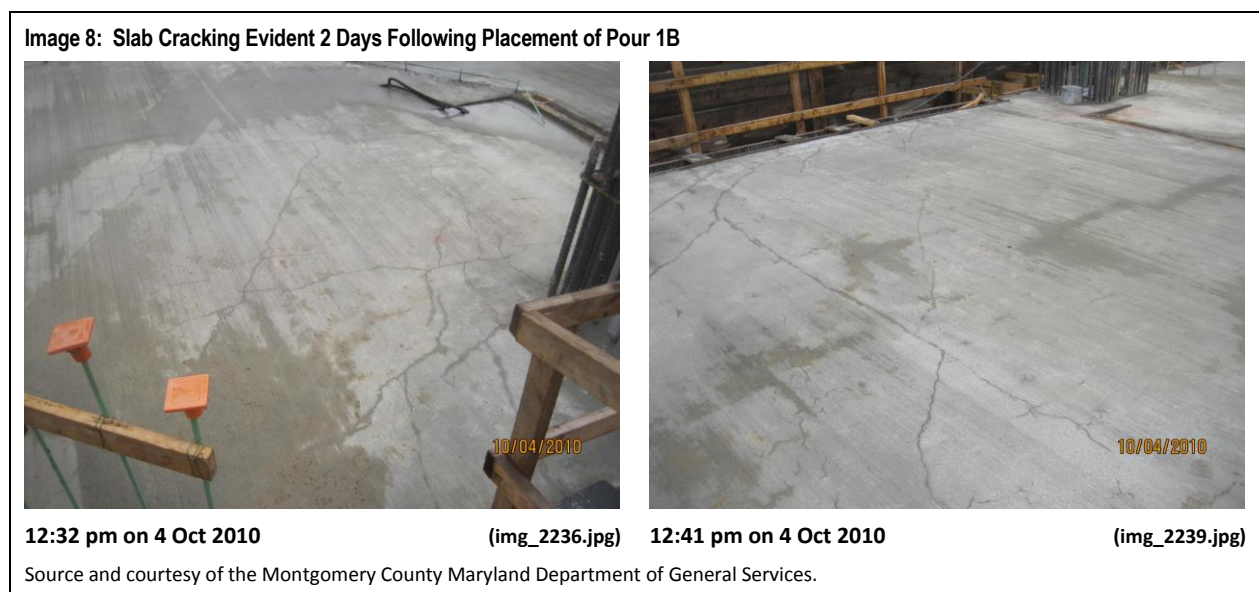 Image 8: Slab Cracking Evident 2 Days Following Placement of Pour 1B
10/04/2010
10/04/2010
12:32 pm on 4 Oct 2010 (img_2236.jpg)
12:41 pm on 4 Oct 2010 (img_2239.jpg)
Source and courtesy of the Montgomery County Maryland Department of General Services.